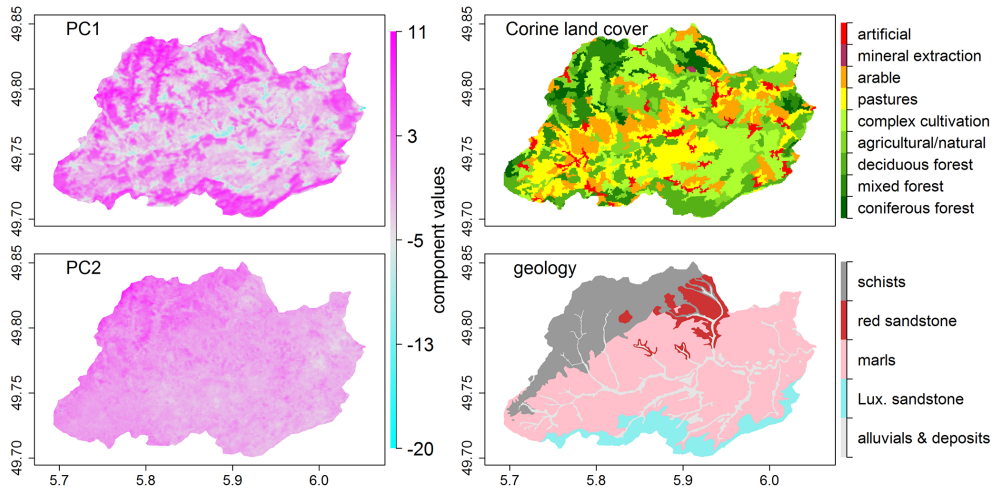 PC1
Corine land cover
49.85
49.80
49.75
49.70
11
3
-5
-13
-20
component values
49.85
49.80
49.75
49.70
artificial
mineral extraction
arable
pastures
complex cultivation
agricultural/natural
deciduous forest
mixed forest
coniferous forest
PC2
geology
49.85
49.80
49.75
49.70
5.7
5.8
5.9
6.0
49.85
49.80
49.75
49.70
5.7
5.8
5.9
6.0
schists
red sandstone
marls
Lux. sandstone
alluvials & deposits